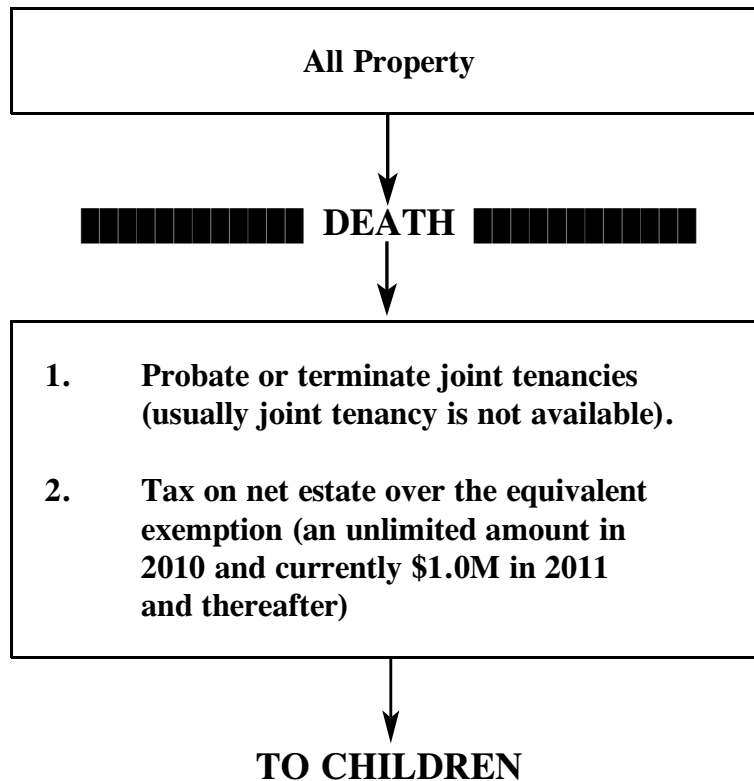 All Property
DEATH
1. Probate or terminate joint tenancies
(usually joint tenancy is not available).
2. Tax on net estate over the equivalent
exemption (an unlimited amount in
2010 and currently $1.0M in 2011
and thereafter)
TO CHILDREN